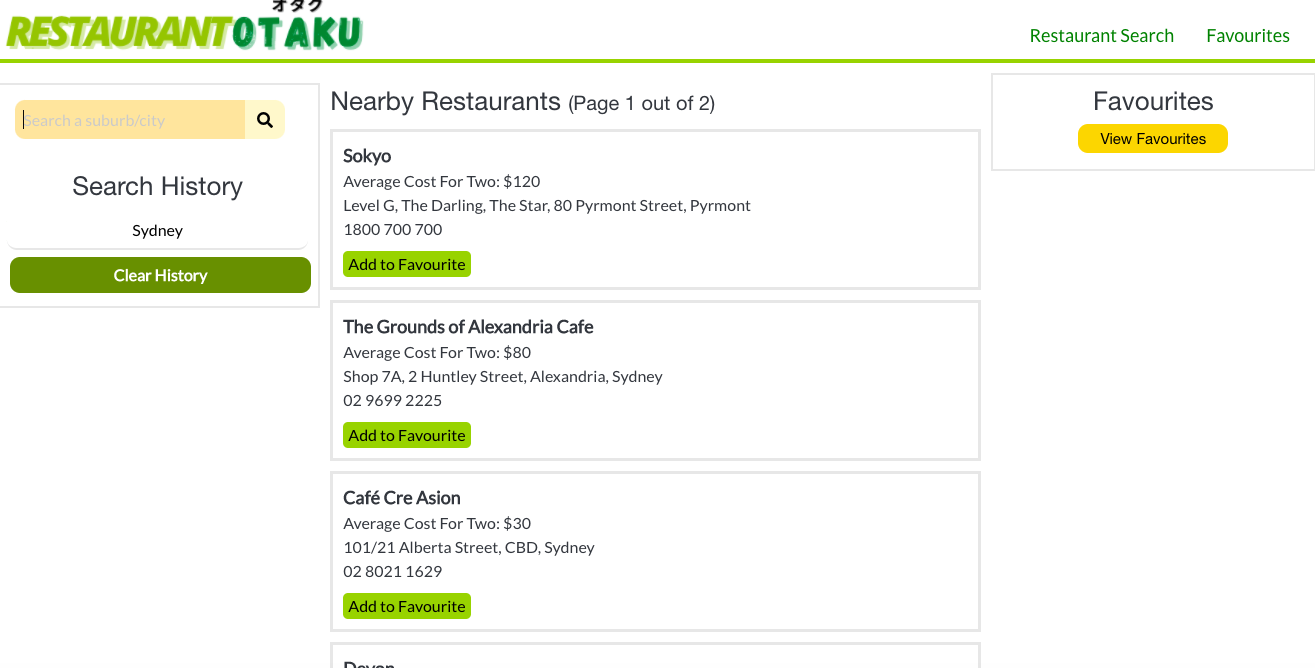 オタク
RESTAURANTOTAKU
Restaurant Search
Favourites
Search a suburb/city
Search History
Sydney
Clear History
Nearby Restaurants (Page 1 out of 2)
Sokyo
Average Cost For Two: $120
Level G, The Darling, The Star, 80 Pyrmont Street, Pyrmont
1800 700 700
Add to Favourite
The Grounds of Alexandria Cafe
Average Cost For Two: $80
Shop 7A, 2 Huntley Street, Alexandria, Sydney
02 9699 2225
Add to Favourite
Café Cre Asion
Average Cost For Two: $30
101/21 Alberta Street, CBD, Sydney
02 8021 1629
Add to Favourite
Devon
Favourites
View Favourites